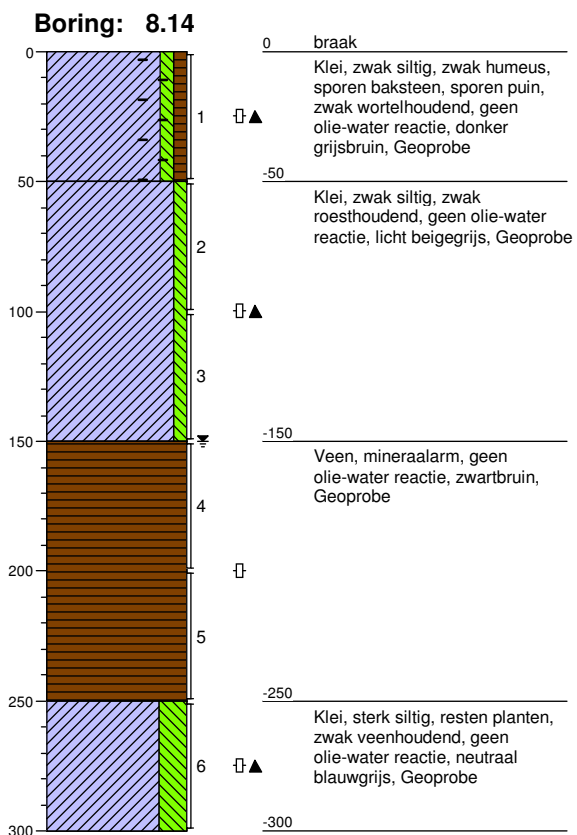 Boring: 8.14
0
50
100
150
200
250
300
1
2
3
4
5
6
0 braak
Klei, zwak siltig, zwak humeus,
sporen baksteen, sporen puin,
zwak wortelhoudend, geen
olie-water reactie, donker
grijsbruin, Geoprobe
-50
Klei, zwak siltig, zwak
roesthoudend, geen olie-water
reactie, licht beigegrijs, Geoprobe
-150
Veen, mineraalarm, geen
olie-water reactie, zwartbruin,
Geoprobe
-250
Klei, sterk siltig, resten planten,
zwak veenhoudend, geen
olie-water reactie, neutraal
blauwgrijs, Geoprobe
-300